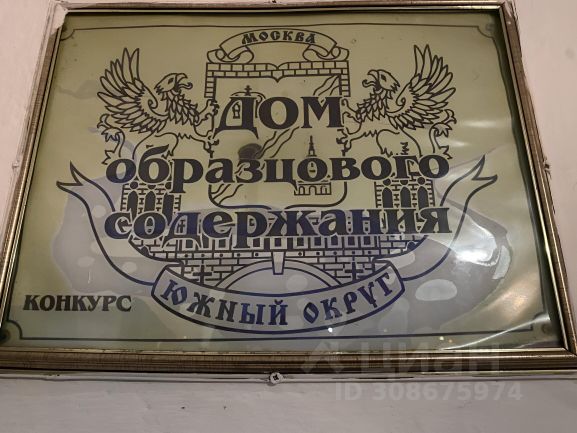 МОСКВА
ДОМ
образцового
содержания
ЮЖНЫЙ ОКРУГ
КОНКУРС
ЦИАН
ID 308675974